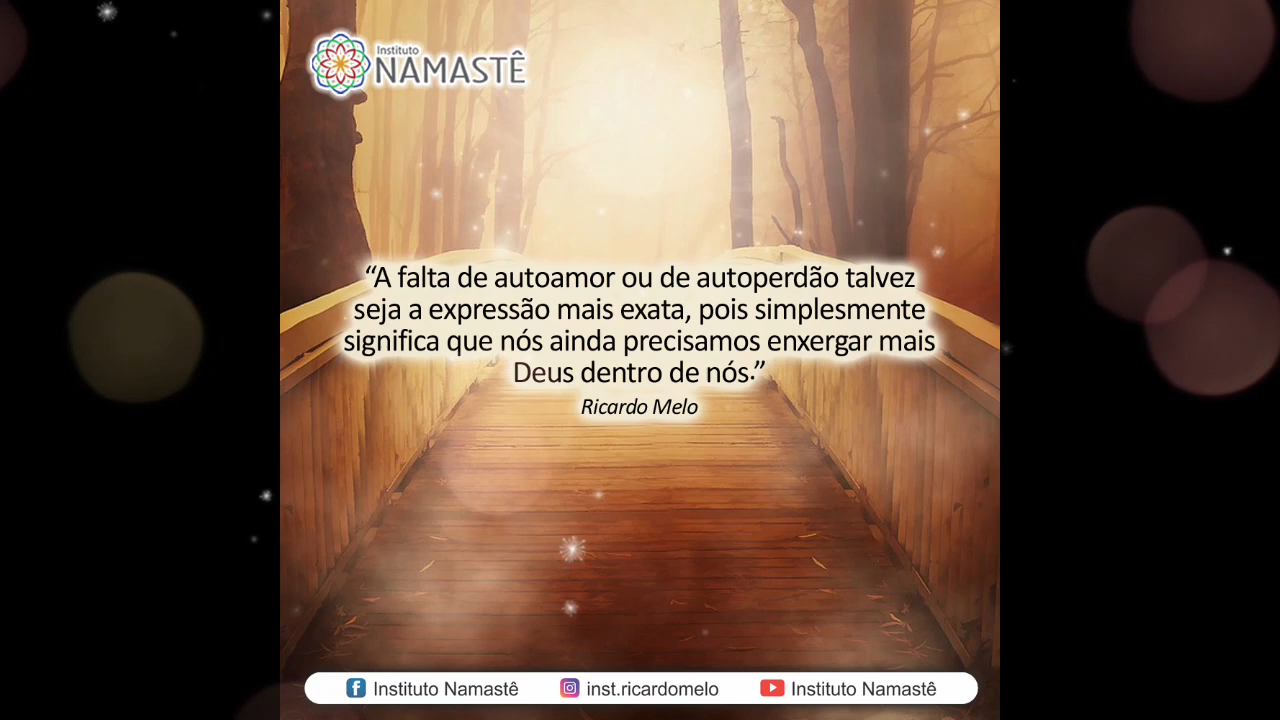 Instituto
NAMASTÊ
“A falta de autoamor ou de autoperdão talvez
seja a expressão mais exata, pois simplesmente
significa que nós ainda precisamos enxergar mais
Deus dentro de nós.”
Ricardo Melo
Instituto Namastê inst.ricardomelo Instituto Namastê